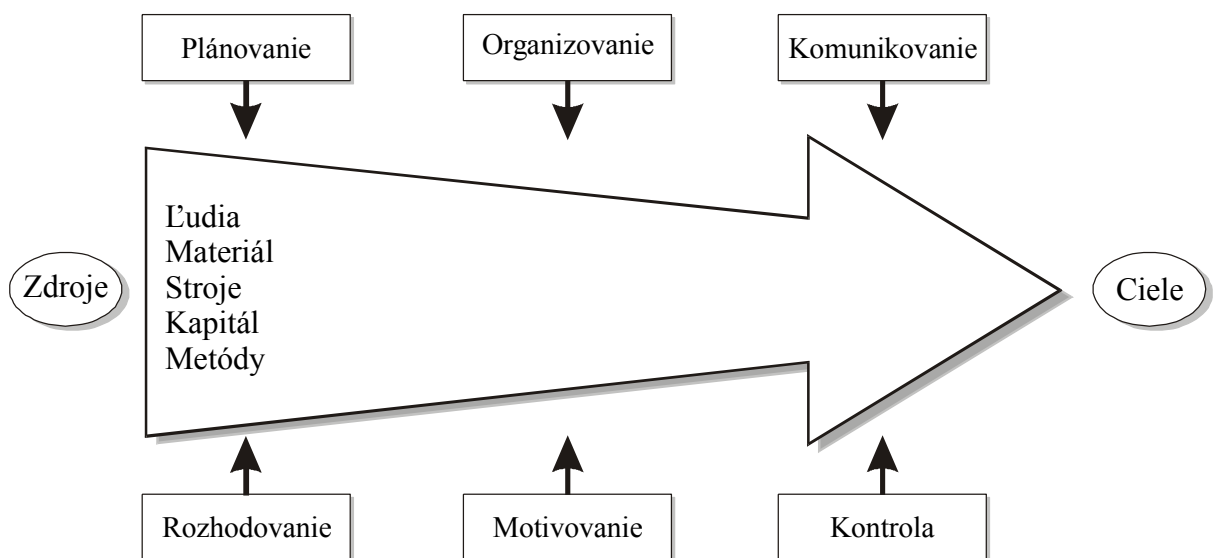 Plánovanie
Organizovanie
Komunikovanie
Zdroje
Ľudia
Materiál
Stroje
Kapitál
Metódy
Ciele
Rozhodovanie
Motivovanie
Kontrola